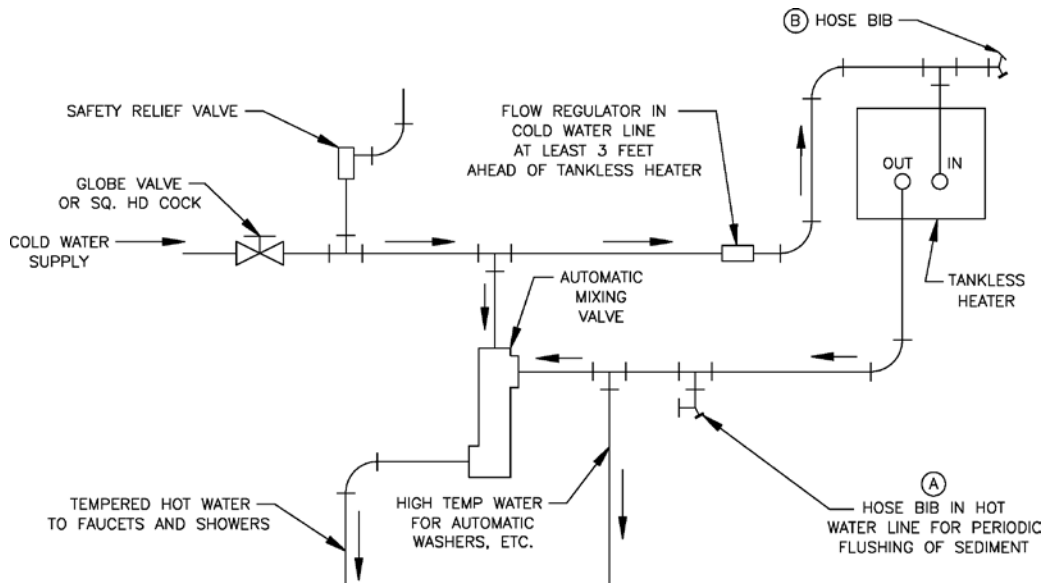 B HOSE BIB
SAFETY RELIEF VALVE
FLOW REGULATOR IN
COLD WATER LINE
AT LEAST 3 FEET
AHEAD OF TANKLESS HEATER
GLOBE VALVE
OR SQ. HD COCK
OUT
IN
COLD WATER
SUPPLY
AUTOMATIC
MIXING
VALVE
TANKLESS
HEATER
TEMPERED HOT WATER
TO FAUCETS AND SHOWERS
HIGH TEMP WATER
FOR AUTOMATIC
WASHERS, ETC.
A
HOSE BIB IN HOT
WATER LINE FOR PERIODIC
FLUSHING OF SEDIMENT